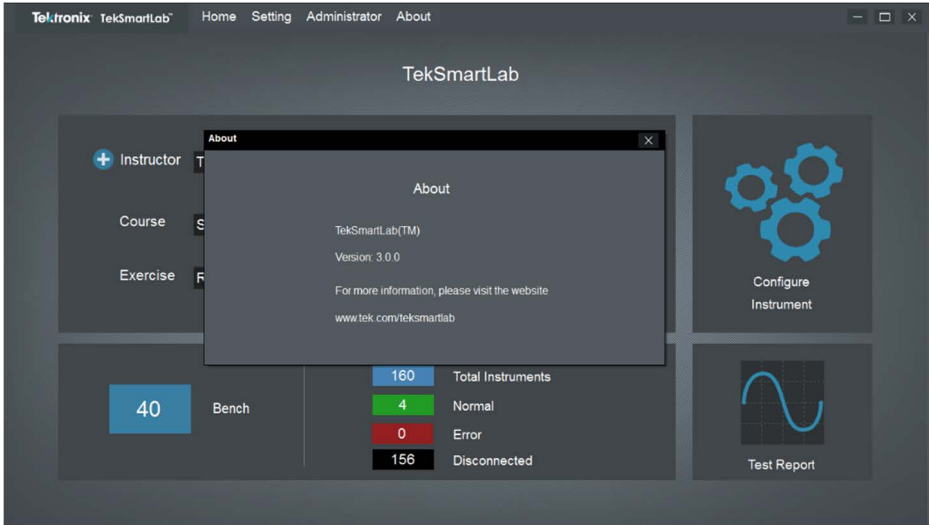 Tektronix TekSmartLab™ Home Setting Administrator About
TekSmartLab
About
Instructor T
About
Course S
TekSmartLab(TM)
Version: 3.0.0
Exercise R
For more information, please visit the website
www.tek.com/teksmartlab
Configure
Instrument
160 Total Instruments
40 Bench
4 Normal
0 Error
156 Disconnected
Test Report